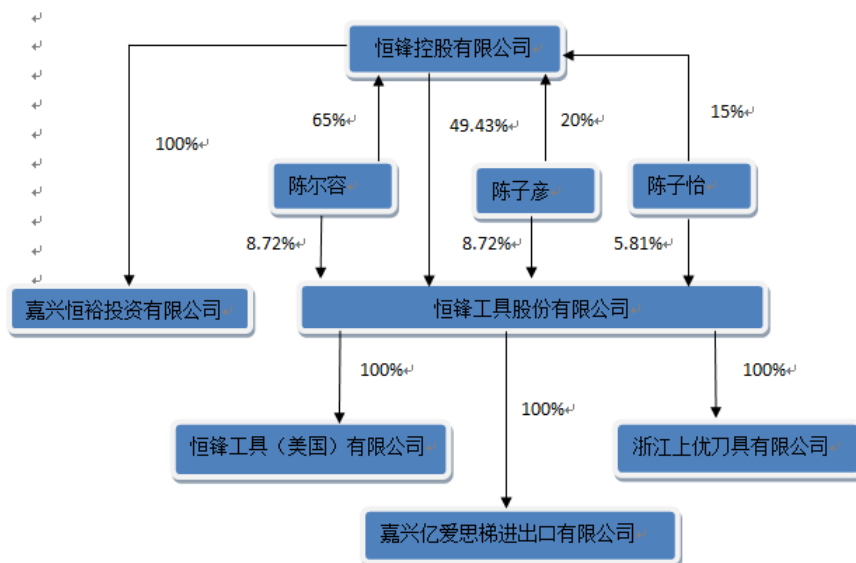 恒锋控股有限公司
65%
49.43%
20%
15%
100%
陈尔容
陈子彦
陈子怡
8.72%
8.72%
5.81%
嘉兴恒裕投资有限公司
恒锋工具股份有限公司
100%
100%
100%
恒锋工具（美国）有限公司
浙江上优刀具有限公司
嘉兴亿爱思梯进出口有限公司